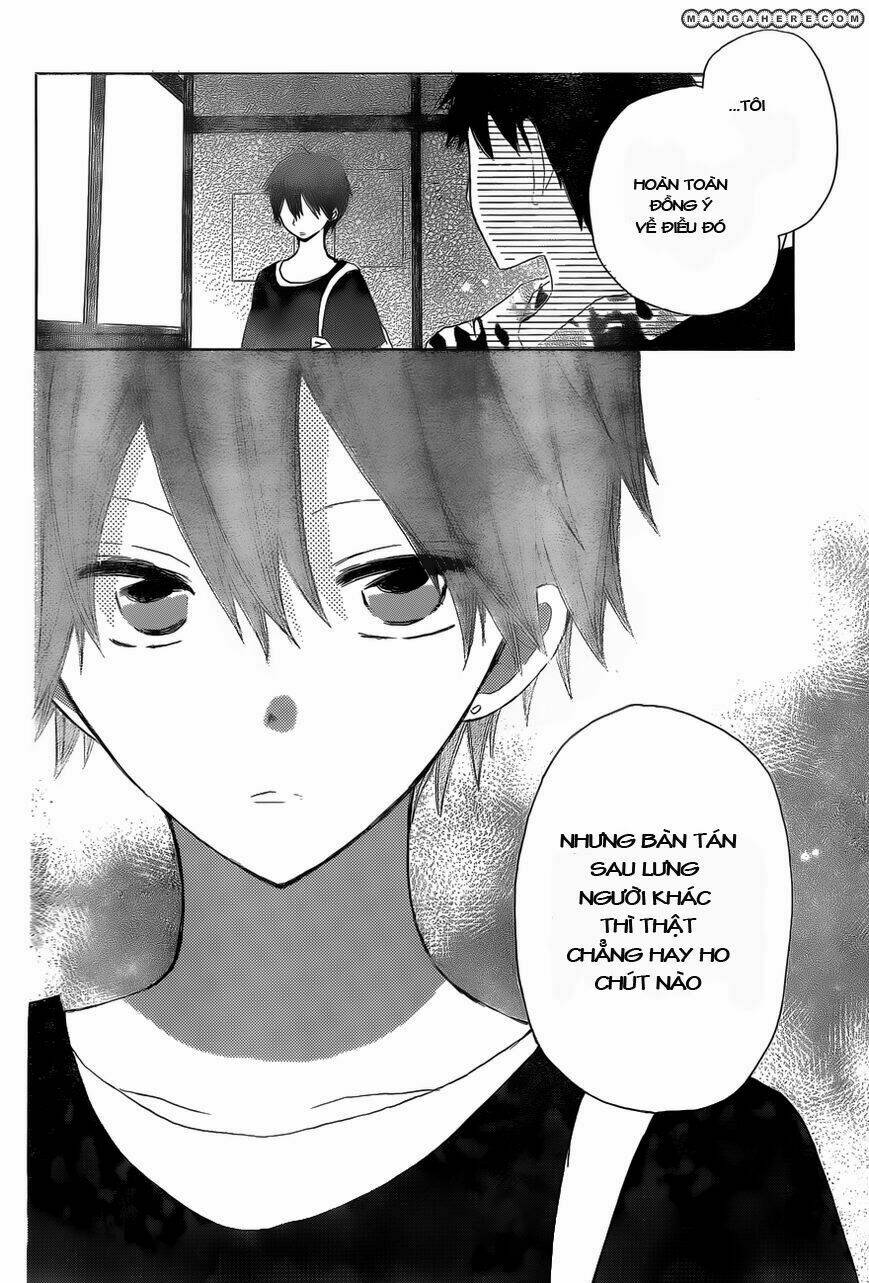 MANGAHERE.COM
...TÔI
HOÀN TOÀN
ĐỒNG Ý
VỀ ĐIỀU ĐÓ
NHƯNG BÀN TÁN
SAU LƯNG
NGƯỜI KHÁC
THÌ THẬT
CHẲNG HAY HO
CHÚT NÀO